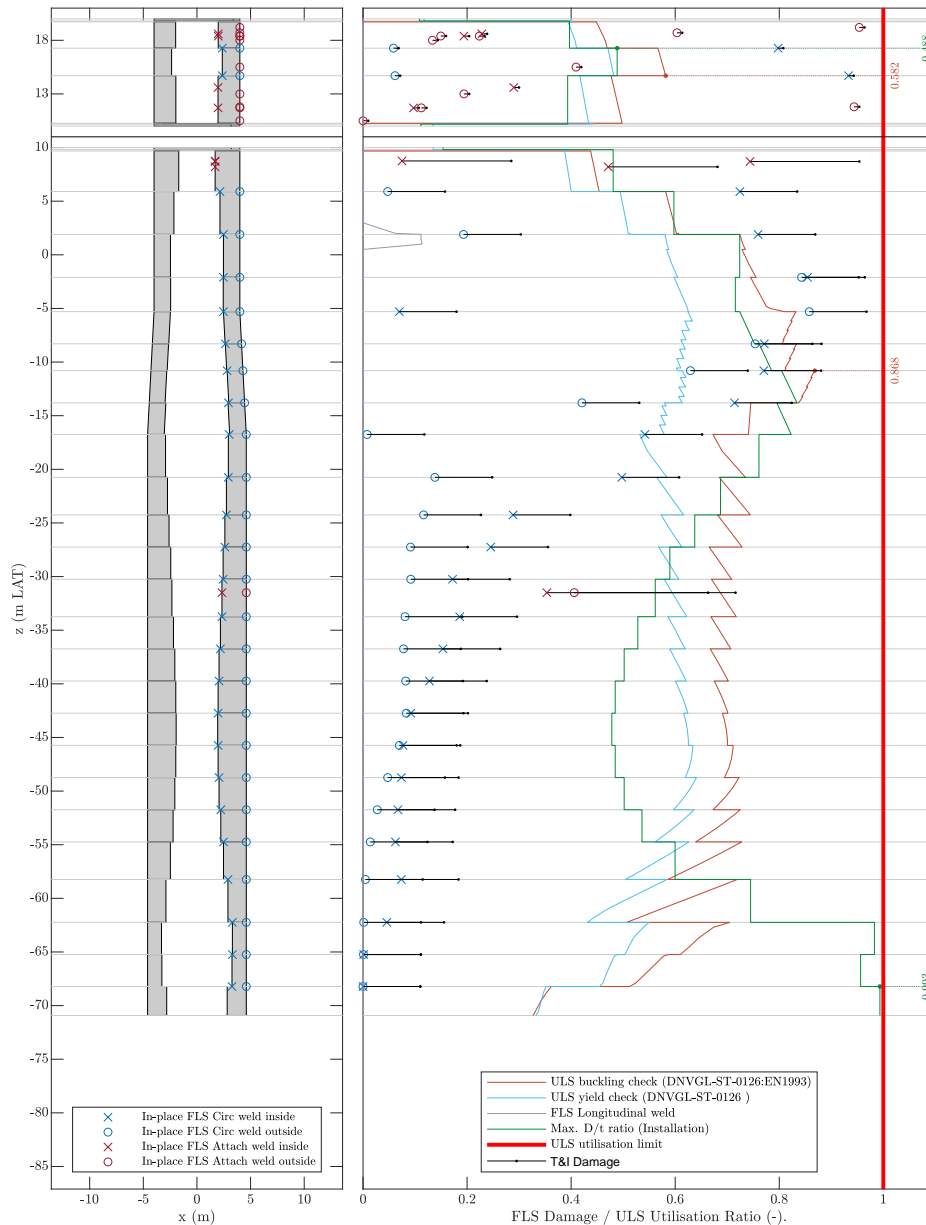 18
13
0.488
0.582
10
5
0
-5
-10
-15
-20
-25
-30
-35
-40
-45
-50
-55
-60
-65
-70
-75
-80
-85
z (m LAT)
0.868
In-place FLS Circ weld inside
In-place FLS Circ weld outside
In-place FLS Attach weld inside
In-place FLS Attach weld outside
-10
-5
0
5
10
x (m)
ULS buckling check (DNVGL-ST-0126:EN1993)
ULS yield check (DNVGL-ST-0126 )
FLS Longitudinal weld
Max. D/t ratio (Installation)
ULS utilisation limit
T&I Damage
0
0.2
0.4
0.6
0.8
1
FLS Damage / ULS Utilisation Ratio (-).